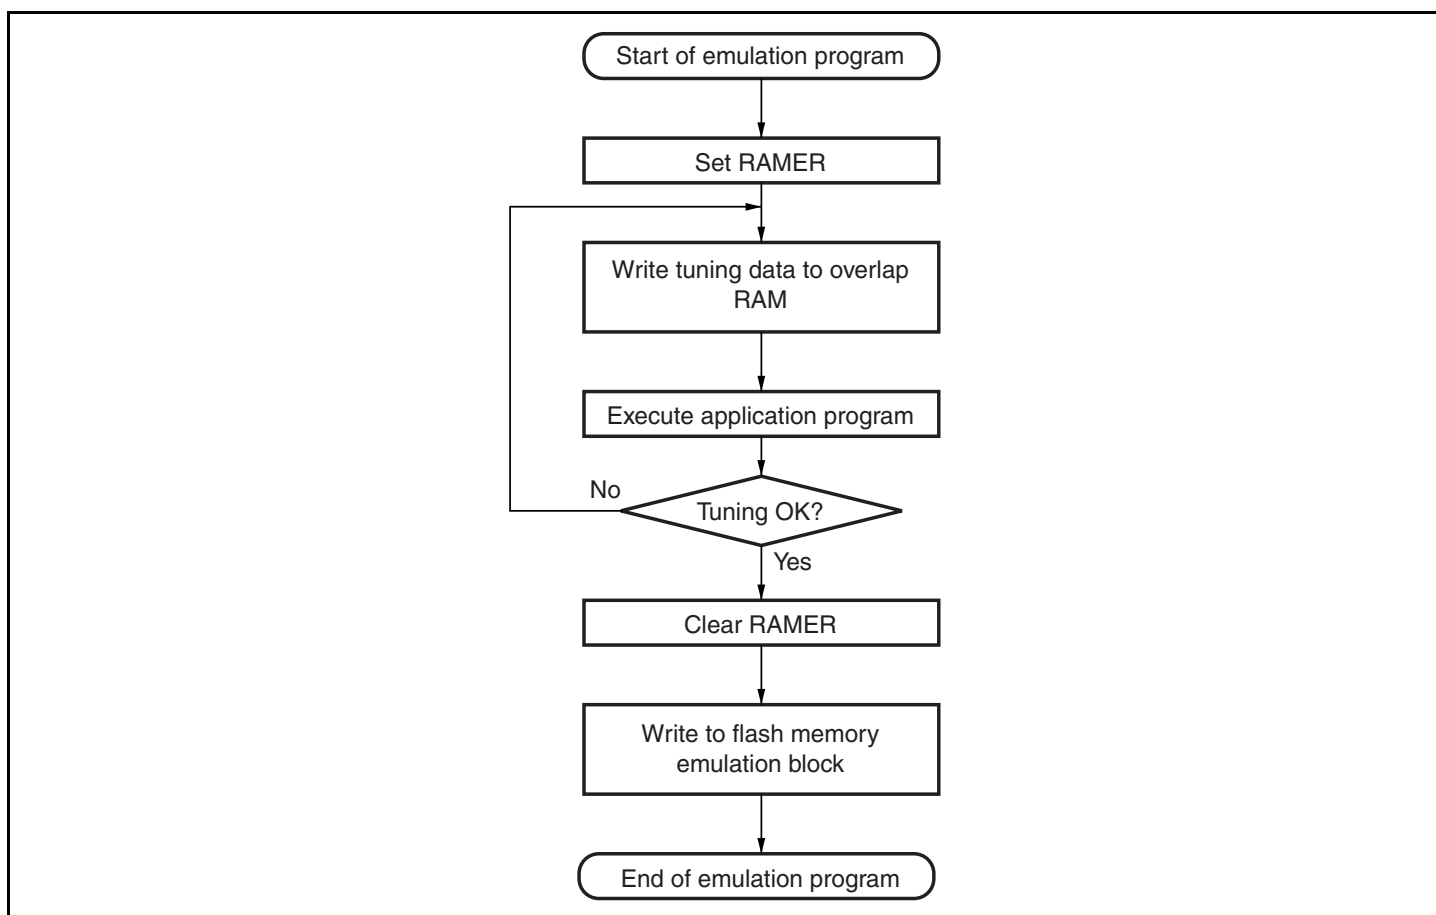 Start of emulation program
Set RAMER
Write tuning data to overlap
RAM
Execute application program
No
Tuning OK?
Yes
Clear RAMER
Write to flash memory
emulation block
End of emulation program